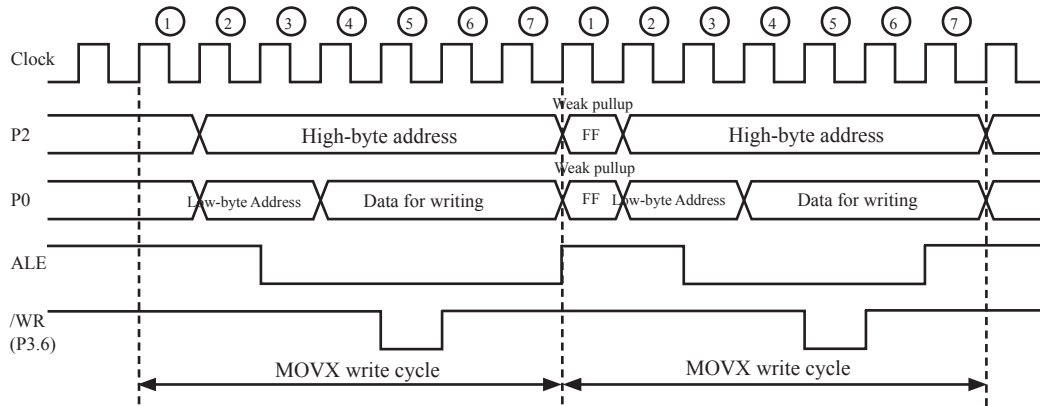 1 2 3 4 5 6 7 1 2 3 4 5 6 7
Clock
Weak pullup
P2 High-byte address FF High-byte address
Weak pullup
P0 Low-byte Address Data for writing FF Low-byte Address Data for writing
ALE
/WR
(P3.6)
MOVX write cycle MOVX write cycle